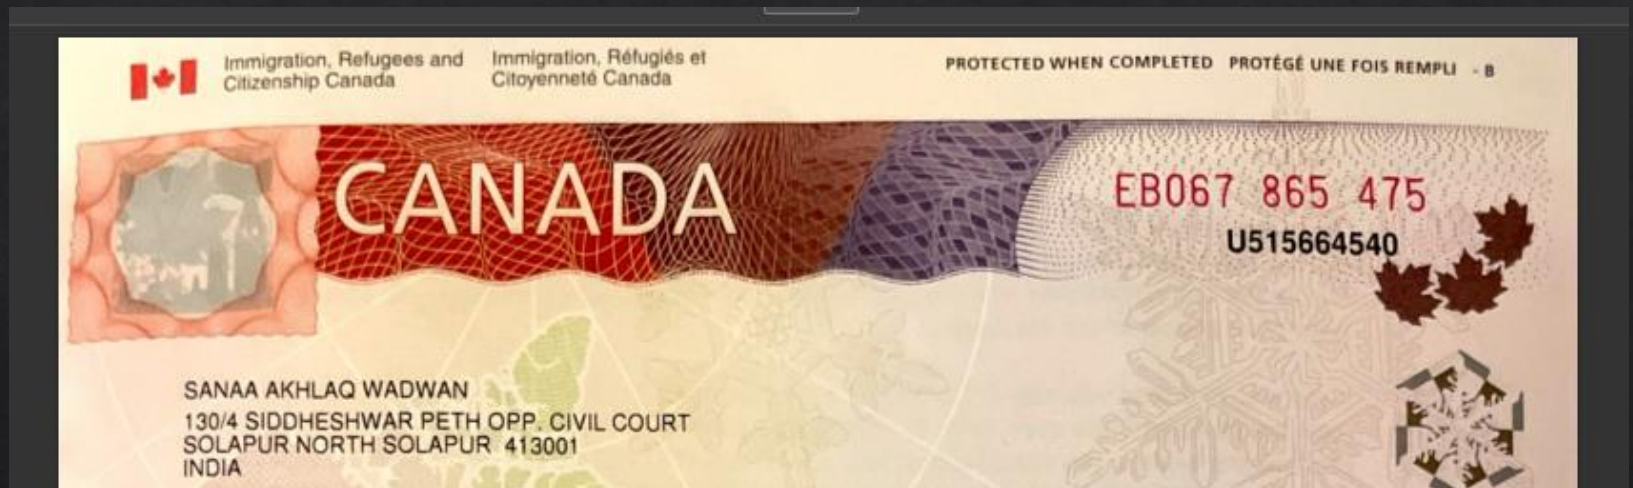 Immigration, Refugees and
Citizenship Canada
Immigration, Réfugiés et
Citoyenneté Canada
PROTECTED WHEN COMPLETED PROTÉGÉ UNE FOIS REMPLI - B
CANADA
EB067 865 475
U515664540
SANAA AKHLAQ WADWAN
130/4 SIDDHESHWAR PETH OPP. CIVIL COURT
SOLAPUR NORTH SOLAPUR 413001
INDIA